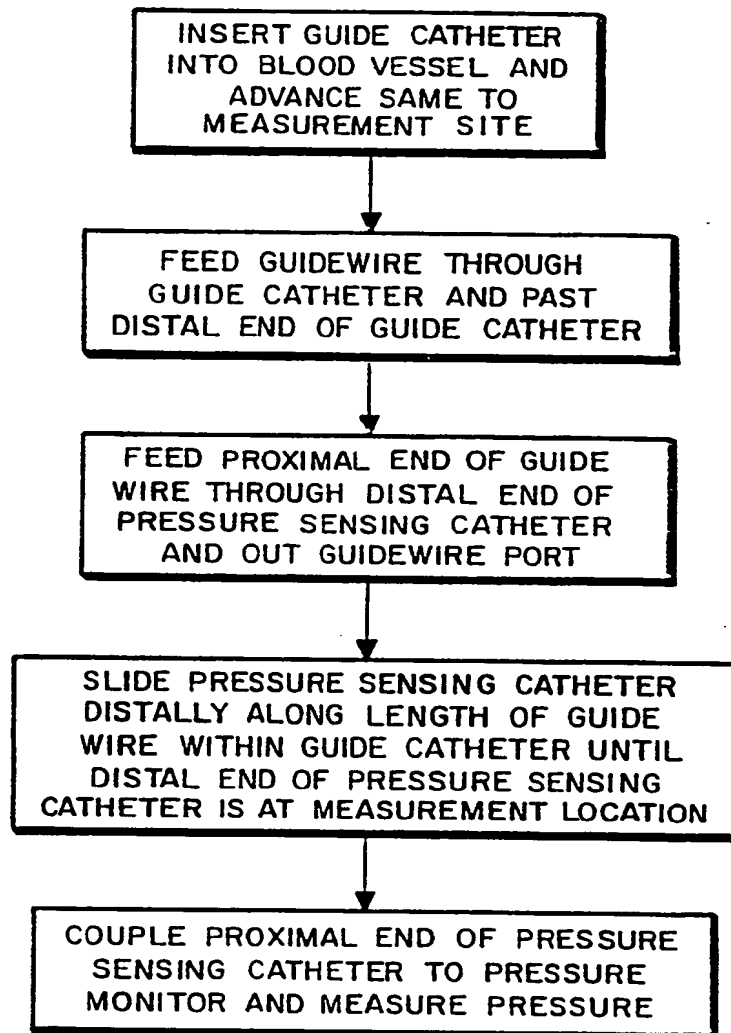 INSERT GUIDE CATHETER
INTO BLOOD VESSEL AND
ADVANCE SAME TO
MEASUREMENT SITE
FEED GUIDEWIRE THROUGH
GUIDE CATHETER AND PAST
DISTAL END OF GUIDE CATHETER
FEED PROXIMAL END OF GUIDE
WIRE THROUGH DISTAL END OF
PRESSURE SENSING CATHETER
AND OUT GUIDEWIRE PORT
SLIDE PRESSURE SENSING CATHETER
DISTALLY ALONG LENGTH OF GUIDE
WIRE WITHIN GUIDE CATHETER UNTIL
DISTAL END OF PRESSURE SENSING
CATHETER IS AT MEASUREMENT LOCATION
COUPLE PROXIMAL END OF PRESSURE
SENSING CATHETER TO PRESSURE
MONITOR AND MEASURE PRESSURE